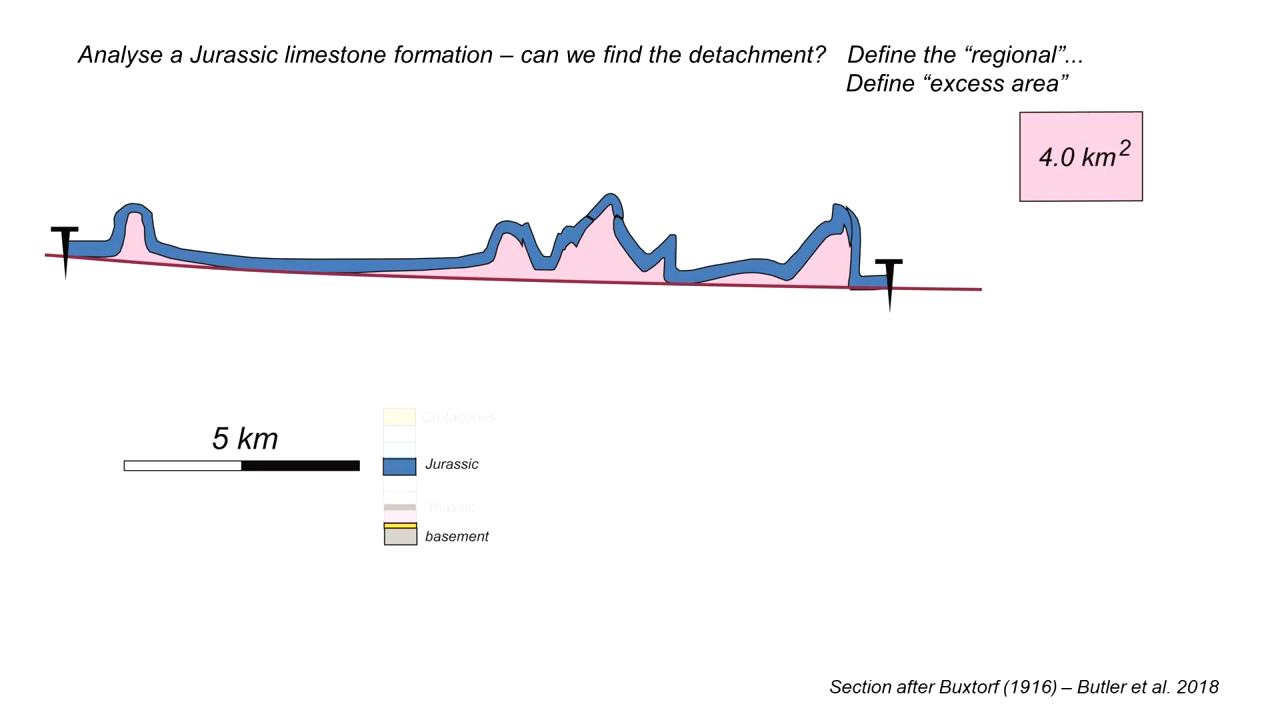 Analyse a Jurassic limestone formation – can we find the detachment? Define the “regional”...
Define “excess area”
4.0 km2
5 km
Cretaceous
Jurassic
Triassic
basement
Section after Buxtorf (1916) – Butler et al. 2018